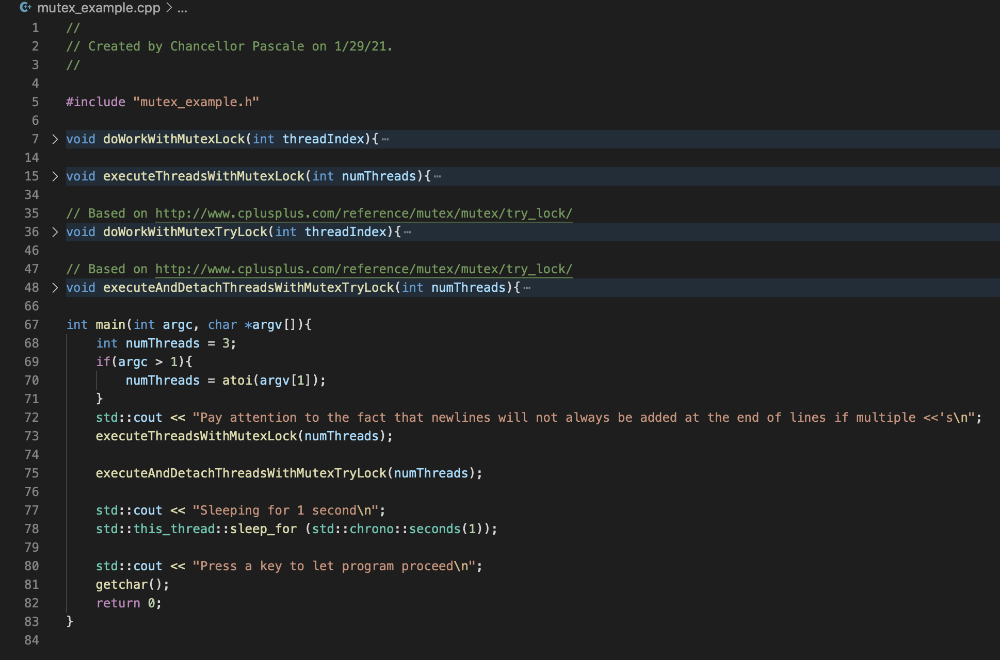 mutex_example.cpp > ...
1 //
2 // Created by Chancellor Pascale on 1/29/21.
3 //
4
5 #include "mutex_example.h"
6
7 > void doWorkWithMutexLock(int threadIndex){ ⋯
14
15 > void executeThreadsWithMutexLock(int numThreads){ ⋯
34
35 // Based on http://www.cplusplus.com/reference/mutex/mutex/try_lock/
36 > void doWorkWithMutexTryLock(int threadIndex){ ⋯
46
47 // Based on http://www.cplusplus.com/reference/mutex/mutex/try_lock/
48 > void executeAndDetachThreadsWithMutexTryLock(int numThreads){ ⋯
66
67 int main(int argc, char *argv[]){
68     int numThreads = 3;
69     if(argc > 1){
70         numThreads = atoi(argv[1]);
71     }
72     std::cout << "Pay attention to the fact that newlines will not always be added at the end of lines if multiple <<'s\n";
73     executeThreadsWithMutexLock(numThreads);
74
75     executeAndDetachThreadsWithMutexTryLock(numThreads);
76
77     std::cout << "Sleeping for 1 second\n";
78     std::this_thread::sleep_for (std::chrono::seconds(1));
79
80     std::cout << "Press a key to let program proceed\n";
81     getchar();
82     return 0;
83 }
84